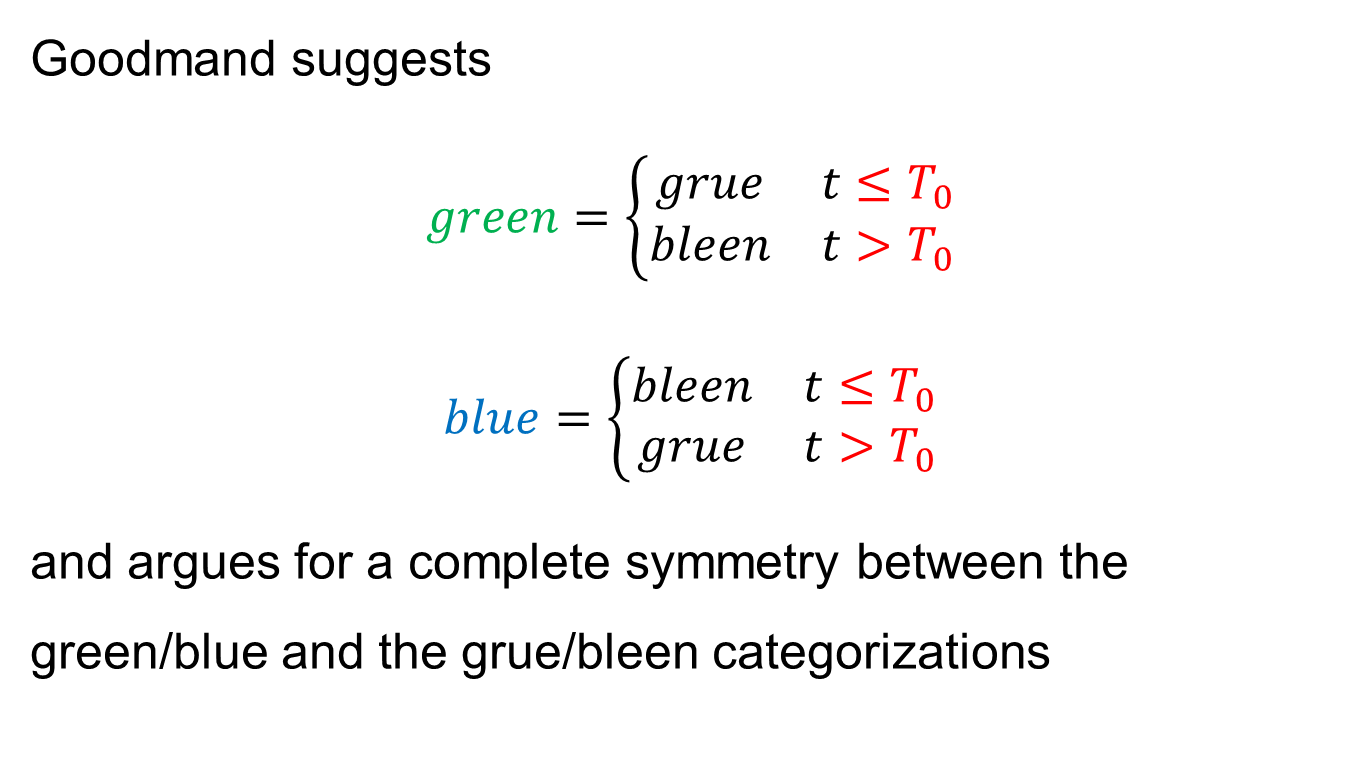 Goodmand suggests
green = { grue t ≤ T₀
bleen t > T₀
blue = { bleen t ≤ T₀
grue t > T₀
and argues for a complete symmetry between the
green/blue and the grue/bleen categorizations